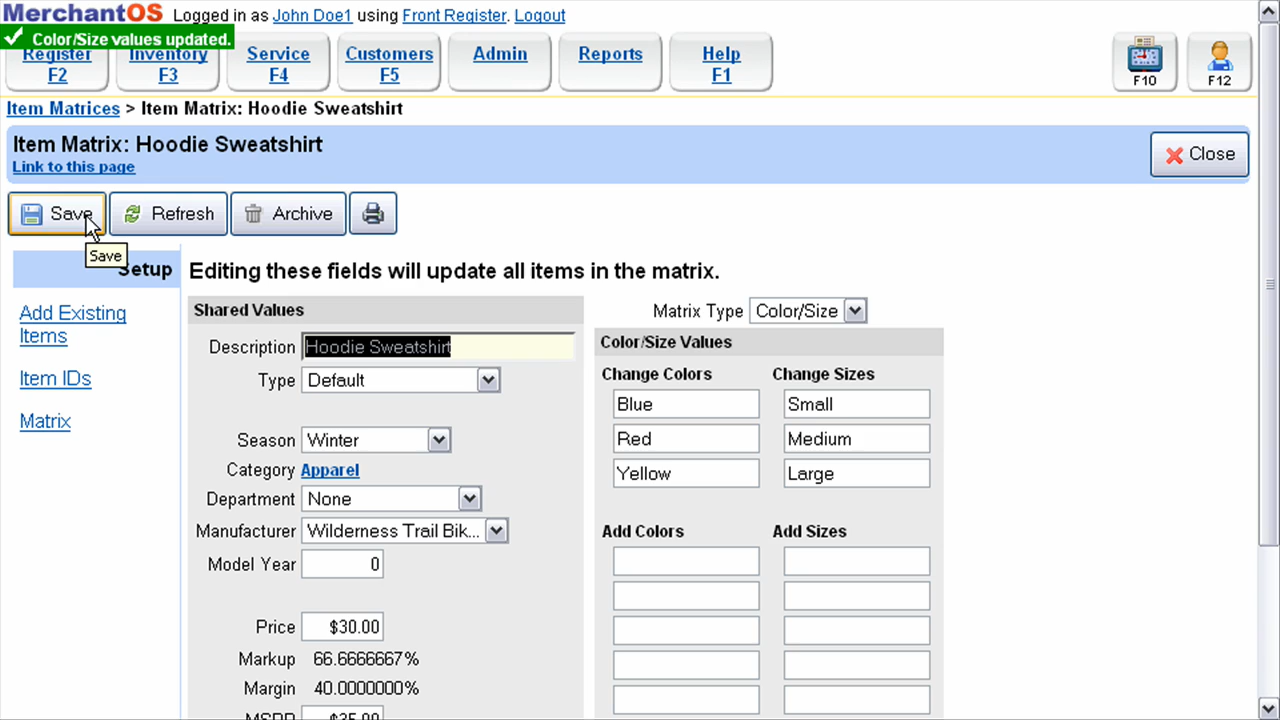 MerchantOS Logged in as John Doe1 using Front Register. Logout
Color/Size values updated.
Register F2
Inventory F3
Service F4
Customers F5
Admin
Reports
Help F1
F10
F12
Item Matrices > Item Matrix: Hoodie Sweatshirt
Item Matrix: Hoodie Sweatshirt
Link to this page
Close
Save
Refresh
Archive
Save
Setup
Add Existing
Items
Item IDs
Matrix
Editing these fields will update all items in the matrix.
Shared Values
Description Hoodie Sweatshirt
Type Default
Season Winter
Category Apparel
Department None
Manufacturer Wilderness Trail Bik...
Model Year 0
Price $30.00
Markup 66.6666667%
Margin 40.0000000%
MSRP $35.00
Matrix Type Color/Size
Color/Size Values
Change Colors Change Sizes
Blue Small
Red Medium
Yellow Large
Add Colors Add Sizes